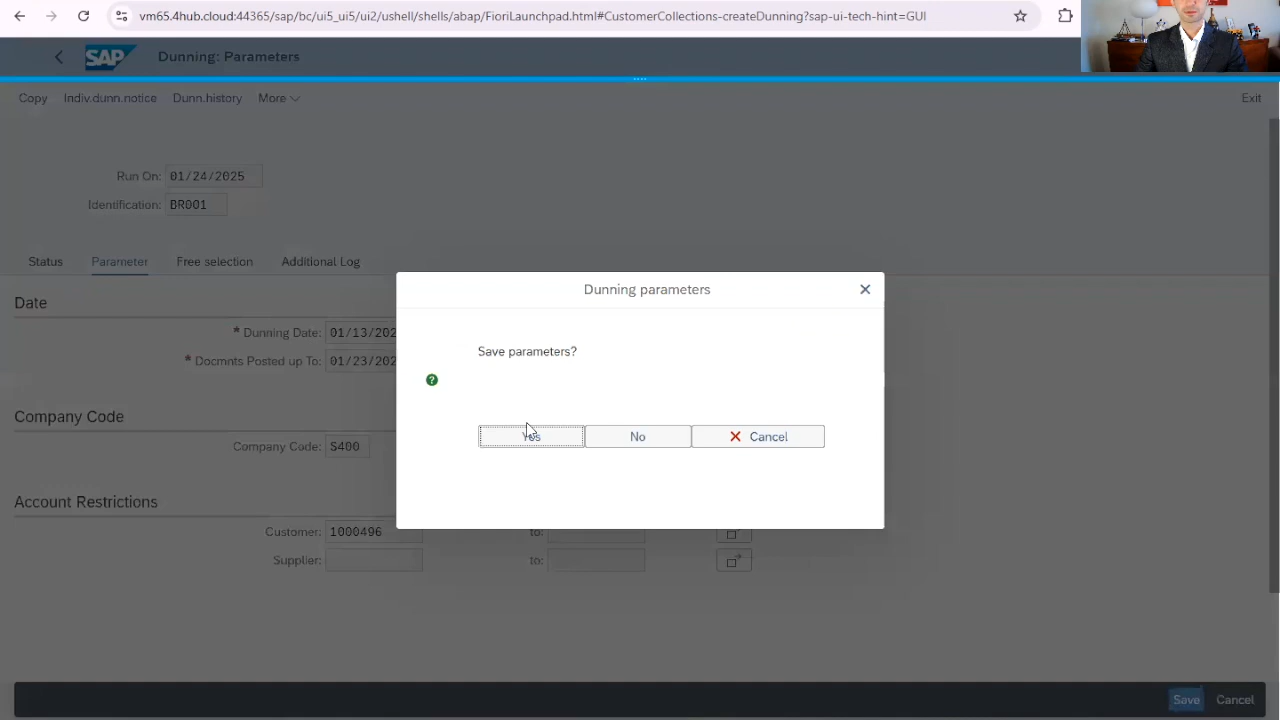 vm65.4hub.cloud:44365/sap/bc/ui5_ui5/ui2/ushell/shells/abap/FioriLaunchpad.html#CustomerCollections-createDunning?sap-ui-tech-hint=GUI
SAP Dunning: Parameters
Copy Indiv.dunn.notice Dunn.history More Exit
Run On: 01/24/2025
Identification: BR001
Status Parameter Free selection Additional Log
Dunning parameters
Date
* Dunning Date: 01/13/202
* Docmnts Posted up To: 01/23/202
Save parameters?
Company Code
Company Code: S400
Yes No Cancel
Account Restrictions
Customer: 1000496 to:
Supplier: to:
Save Cancel